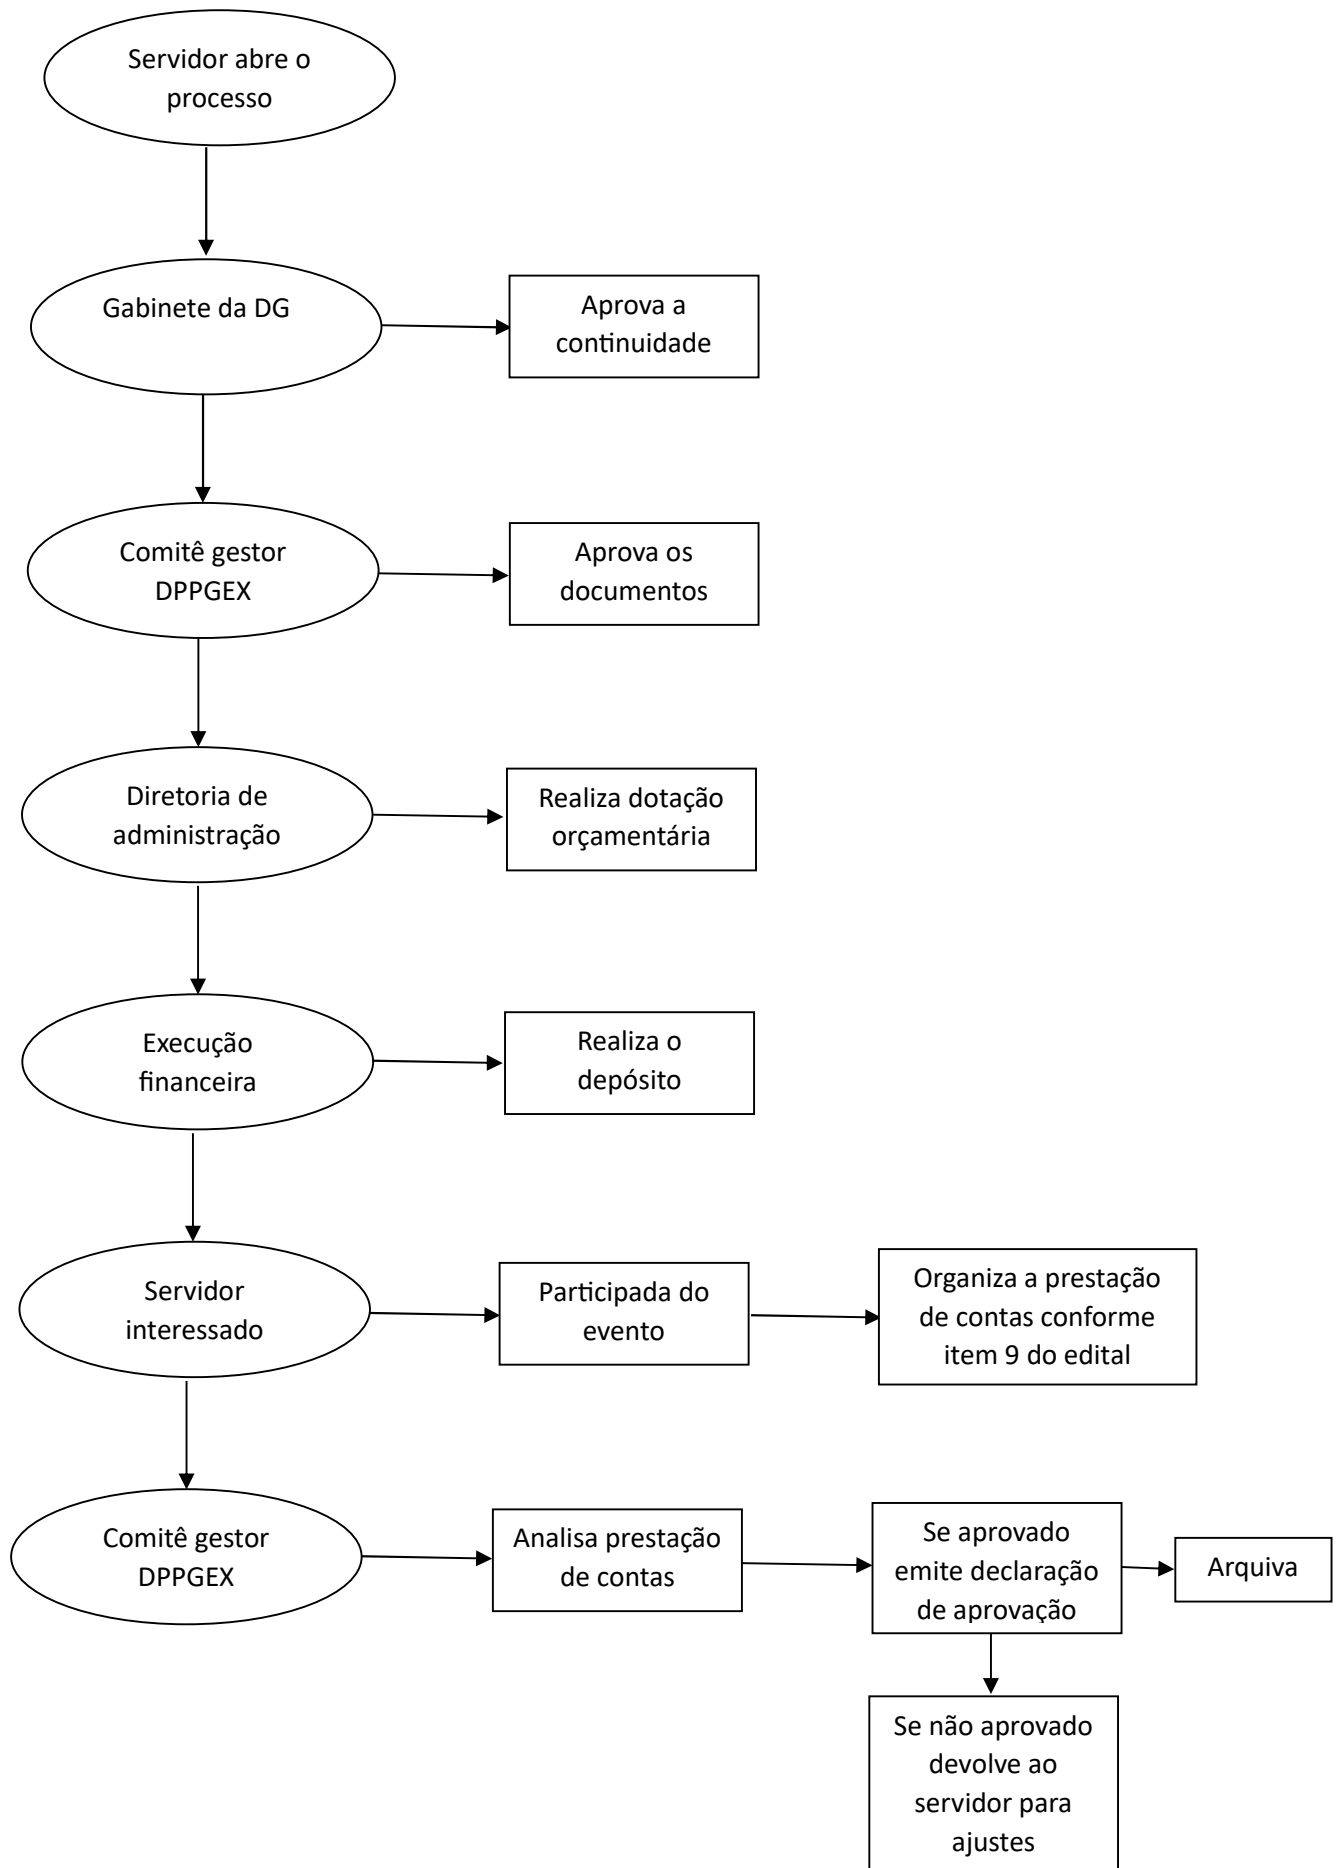 Servidor abre o
processo
Gabinete da DG
Aprova a
continuidade
Comitê gestor
DPPGEX
Aprova os
documentos
Diretoria de
administração
Realiza dotação
orçamentária
Execução
financeira
Realiza o
depósito
Servidor
interessado
Participada do
evento
Organiza a prestação
de contas conforme
item 9 do edital
Comitê gestor
DPPGEX
Analisa prestação
de contas
Se aprovado
emite declaração
de aprovação
Arquiva
Se não aprovado
devolve ao
servidor para
ajustes